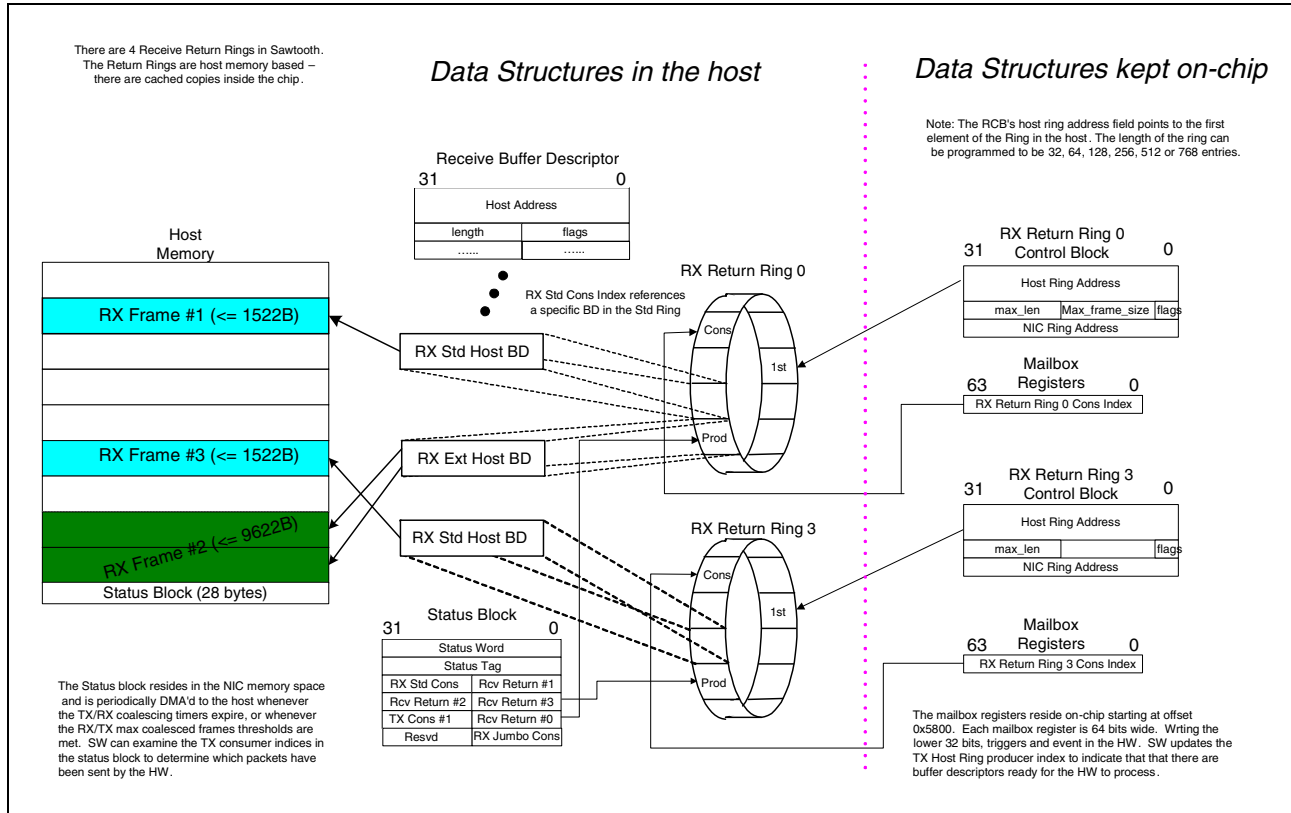 There are 4 Receive Return Rings in Sawtooth.
The Return Rings are host memory based –
there are cached copies inside the chip.
Data Structures in the host
Data Structures kept on-chip
Note: The RCB's host ring address field points to the first
element of the Ring in the host. The length of the ring can
be programmed to be 32, 64, 128, 256, 512 or 768 entries.
Receive Buffer Descriptor
31 0
Host Address
length flags
…... …...
RX Std Cons Index references
a specific BD in the Std Ring
Host
Memory
RX Frame #1 (<= 1522B)
RX Frame #3 (<= 1522B)
RX Frame #2 (<= 9622B)
Status Block (28 bytes)
RX Std Host BD
RX Ext Host BD
RX Std Host BD
RX Return Ring 0
Cons
1st
Prod
RX Return Ring 3
Cons
1st
Prod
RX Return Ring 0
Control Block
31 0
Host Ring Address
max_len Max_frame_size flags
NIC Ring Address
Mailbox
Registers
63 0
RX Return Ring 0 Cons Index
RX Return Ring 3
Control Block
31 0
Host Ring Address
max_len flags
NIC Ring Address
Mailbox
Registers
63 0
RX Return Ring 3 Cons Index
Status Block
31 0
Status Word
Status Tag
RX Std Cons Rcv Return #1
Rcv Return #2 Rcv Return #3
TX Cons #1 Rcv Return #0
Resvd RX Jumbo Cons
The Status block resides in the NIC memory space
and is periodically DMA'd to the host whenever
the TX/RX coalescing timers expire, or whenever
the RX/TX max coalesced frames thresholds are
met. SW can examine the TX consumer indices in
the status block to determine which packets have
been sent by the HW.
The mailbox registers reside on-chip starting at offset
0x5800. Each mailbox register is 64 bits wide. Wrting the
lower 32 bits, triggers and event in the HW. SW updates the
TX Host Ring producer index to indicate that that there are
buffer descriptors ready for the HW to process.